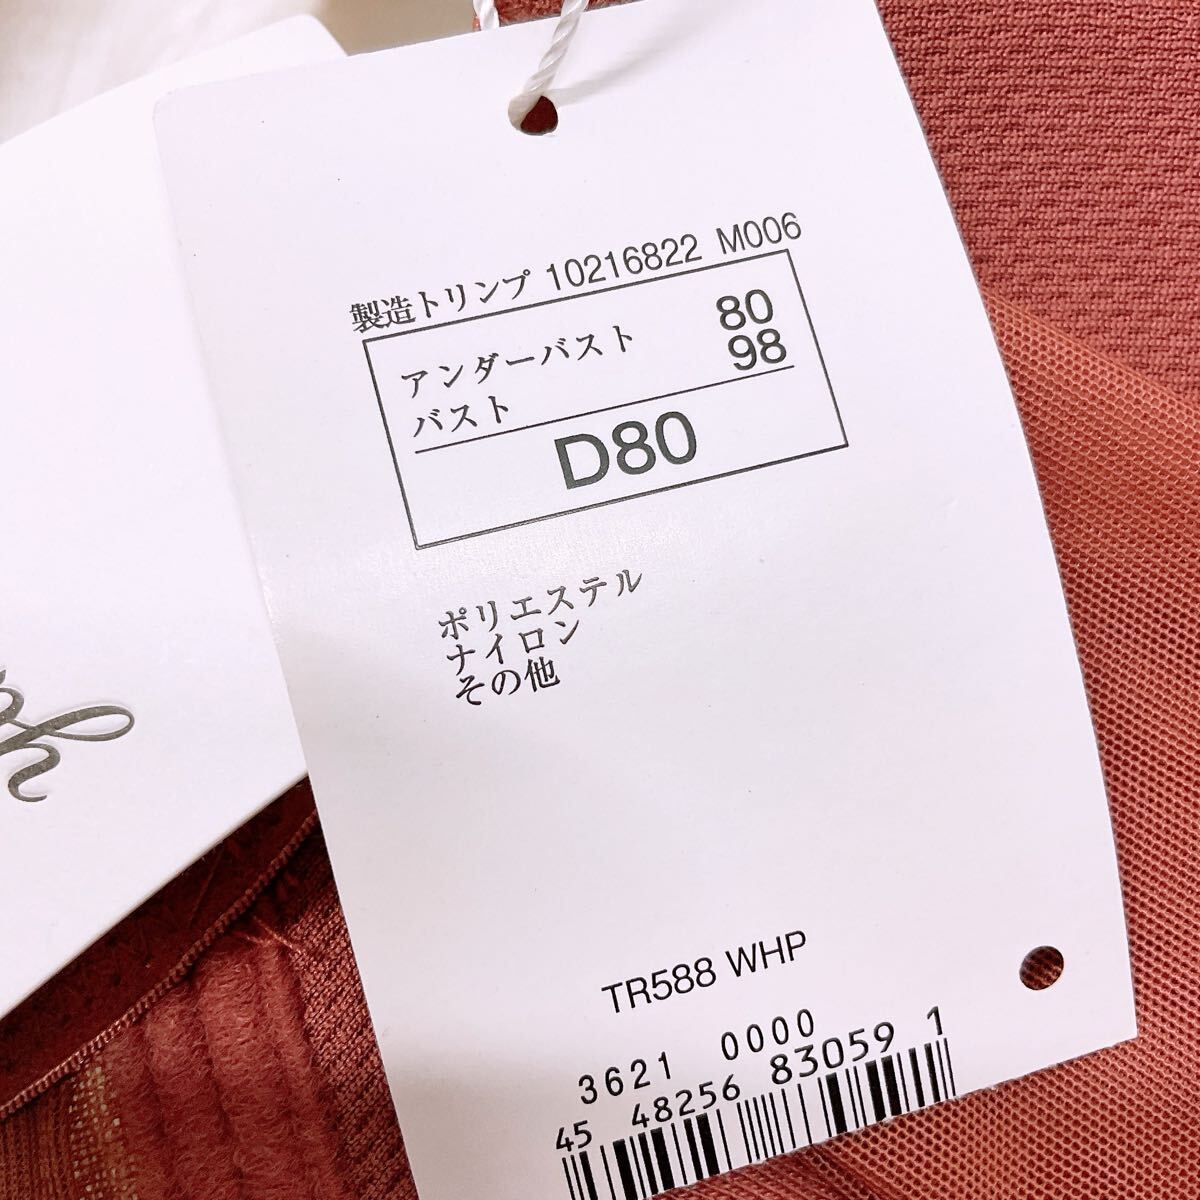 製造トリンプ 10216822 M006
アンダーバスト 80
バスト 98
D80
ポリエステル
ナイロン
その他
TR588 WHP
3621 0000
45 48256 83059 1